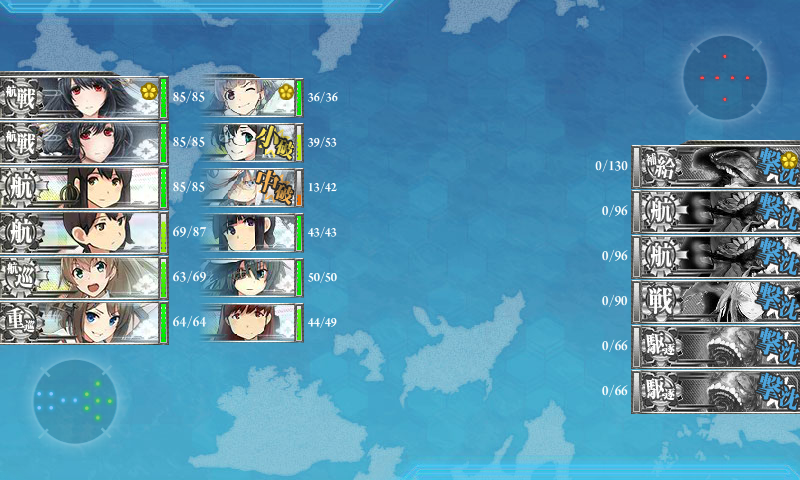 航戦 85/85 36/36
航戦 85/85 小破 39/53
航 85/85 中破 13/42
航 69/87 43/43
航巡 63/69 50/50
重巡 64/64 44/49
0/130 補給 撃沈
0/96 航 撃沈
0/96 航 撃沈
0/90 戦 撃沈
0/66 駆逐 撃沈
0/66 駆逐 撃沈